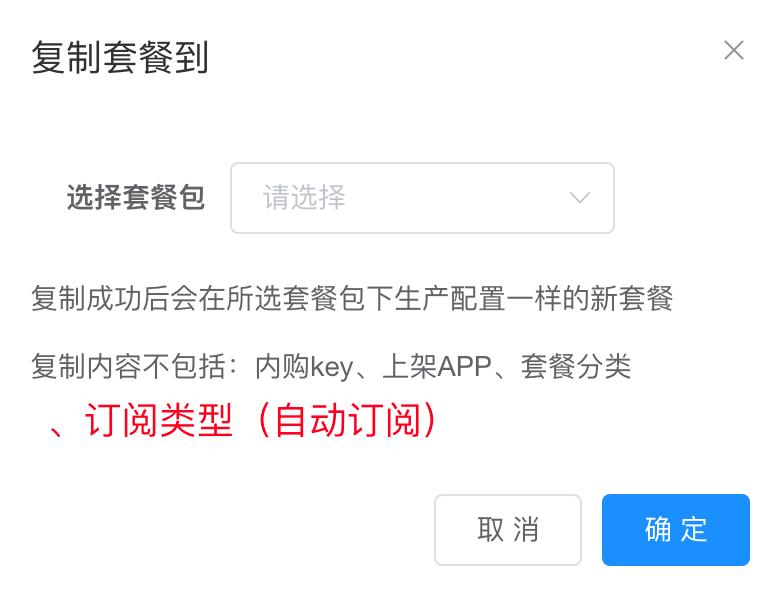 复制套餐到
选择套餐包 请选择
复制成功后会在所选套餐包下生产配置一样的新套餐
复制内容不包括：内购key、上架APP、套餐分类
、订阅类型（自动订阅）
取消 确定